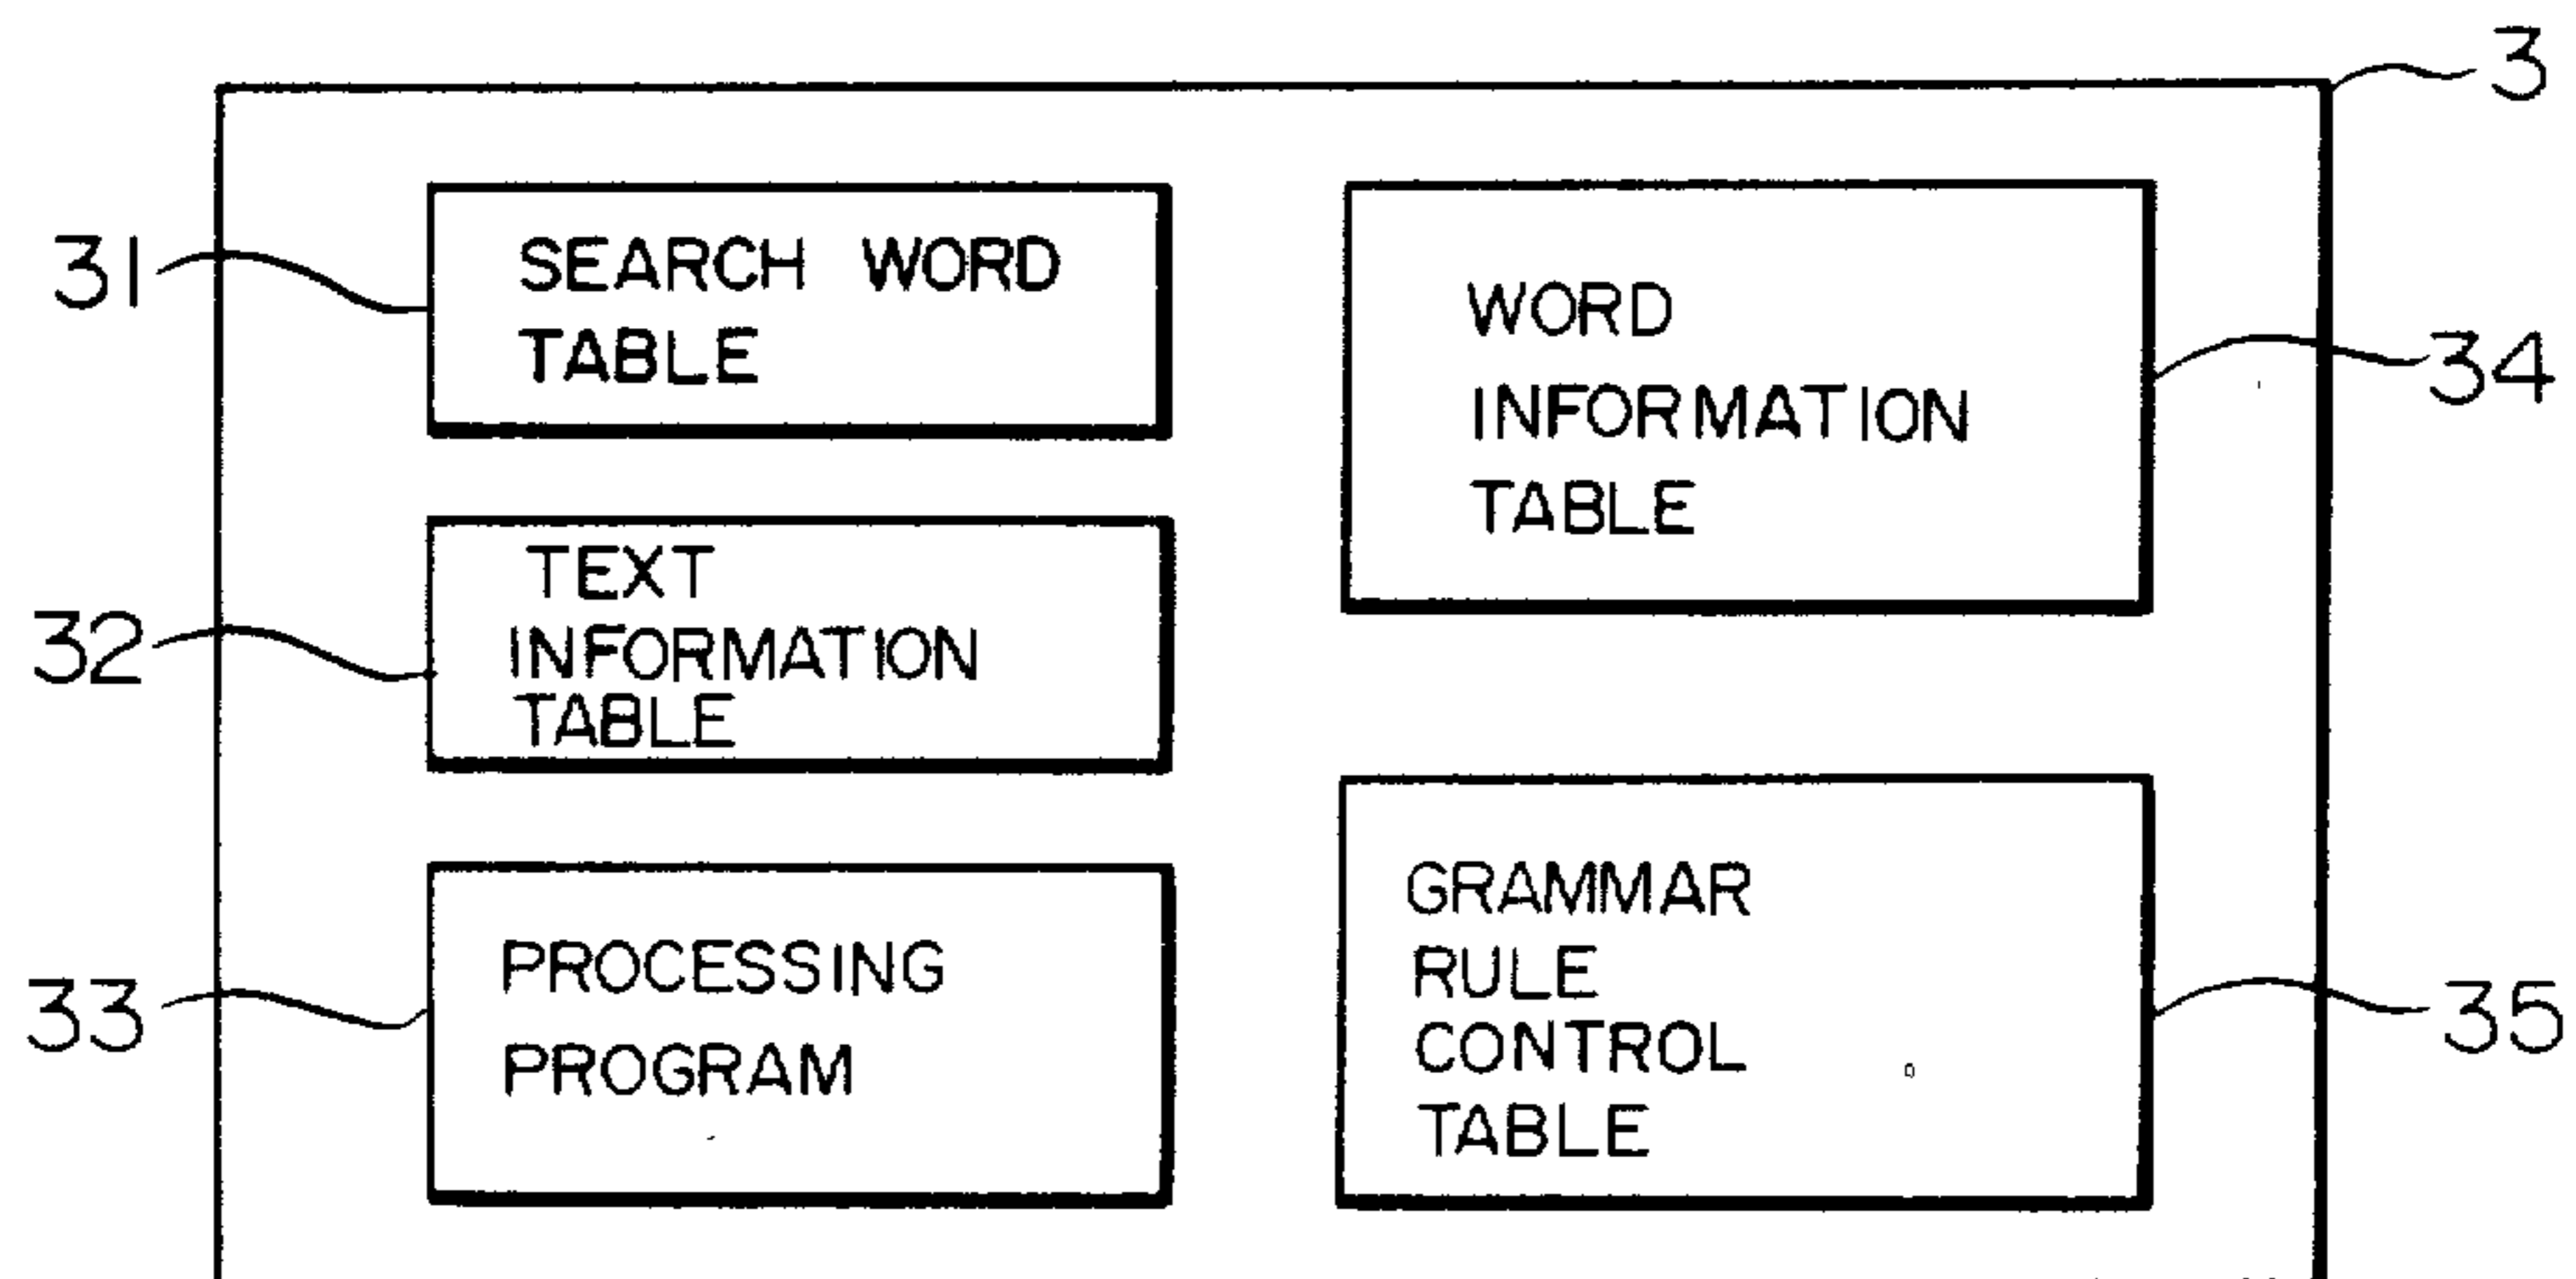 3
31
SEARCH WORD
TABLE
32
TEXT
INFORMATION
TABLE
33
PROCESSING
PROGRAM
WORD
INFORMATION
TABLE
34
GRAMMAR
RULE
CONTROL
TABLE
35